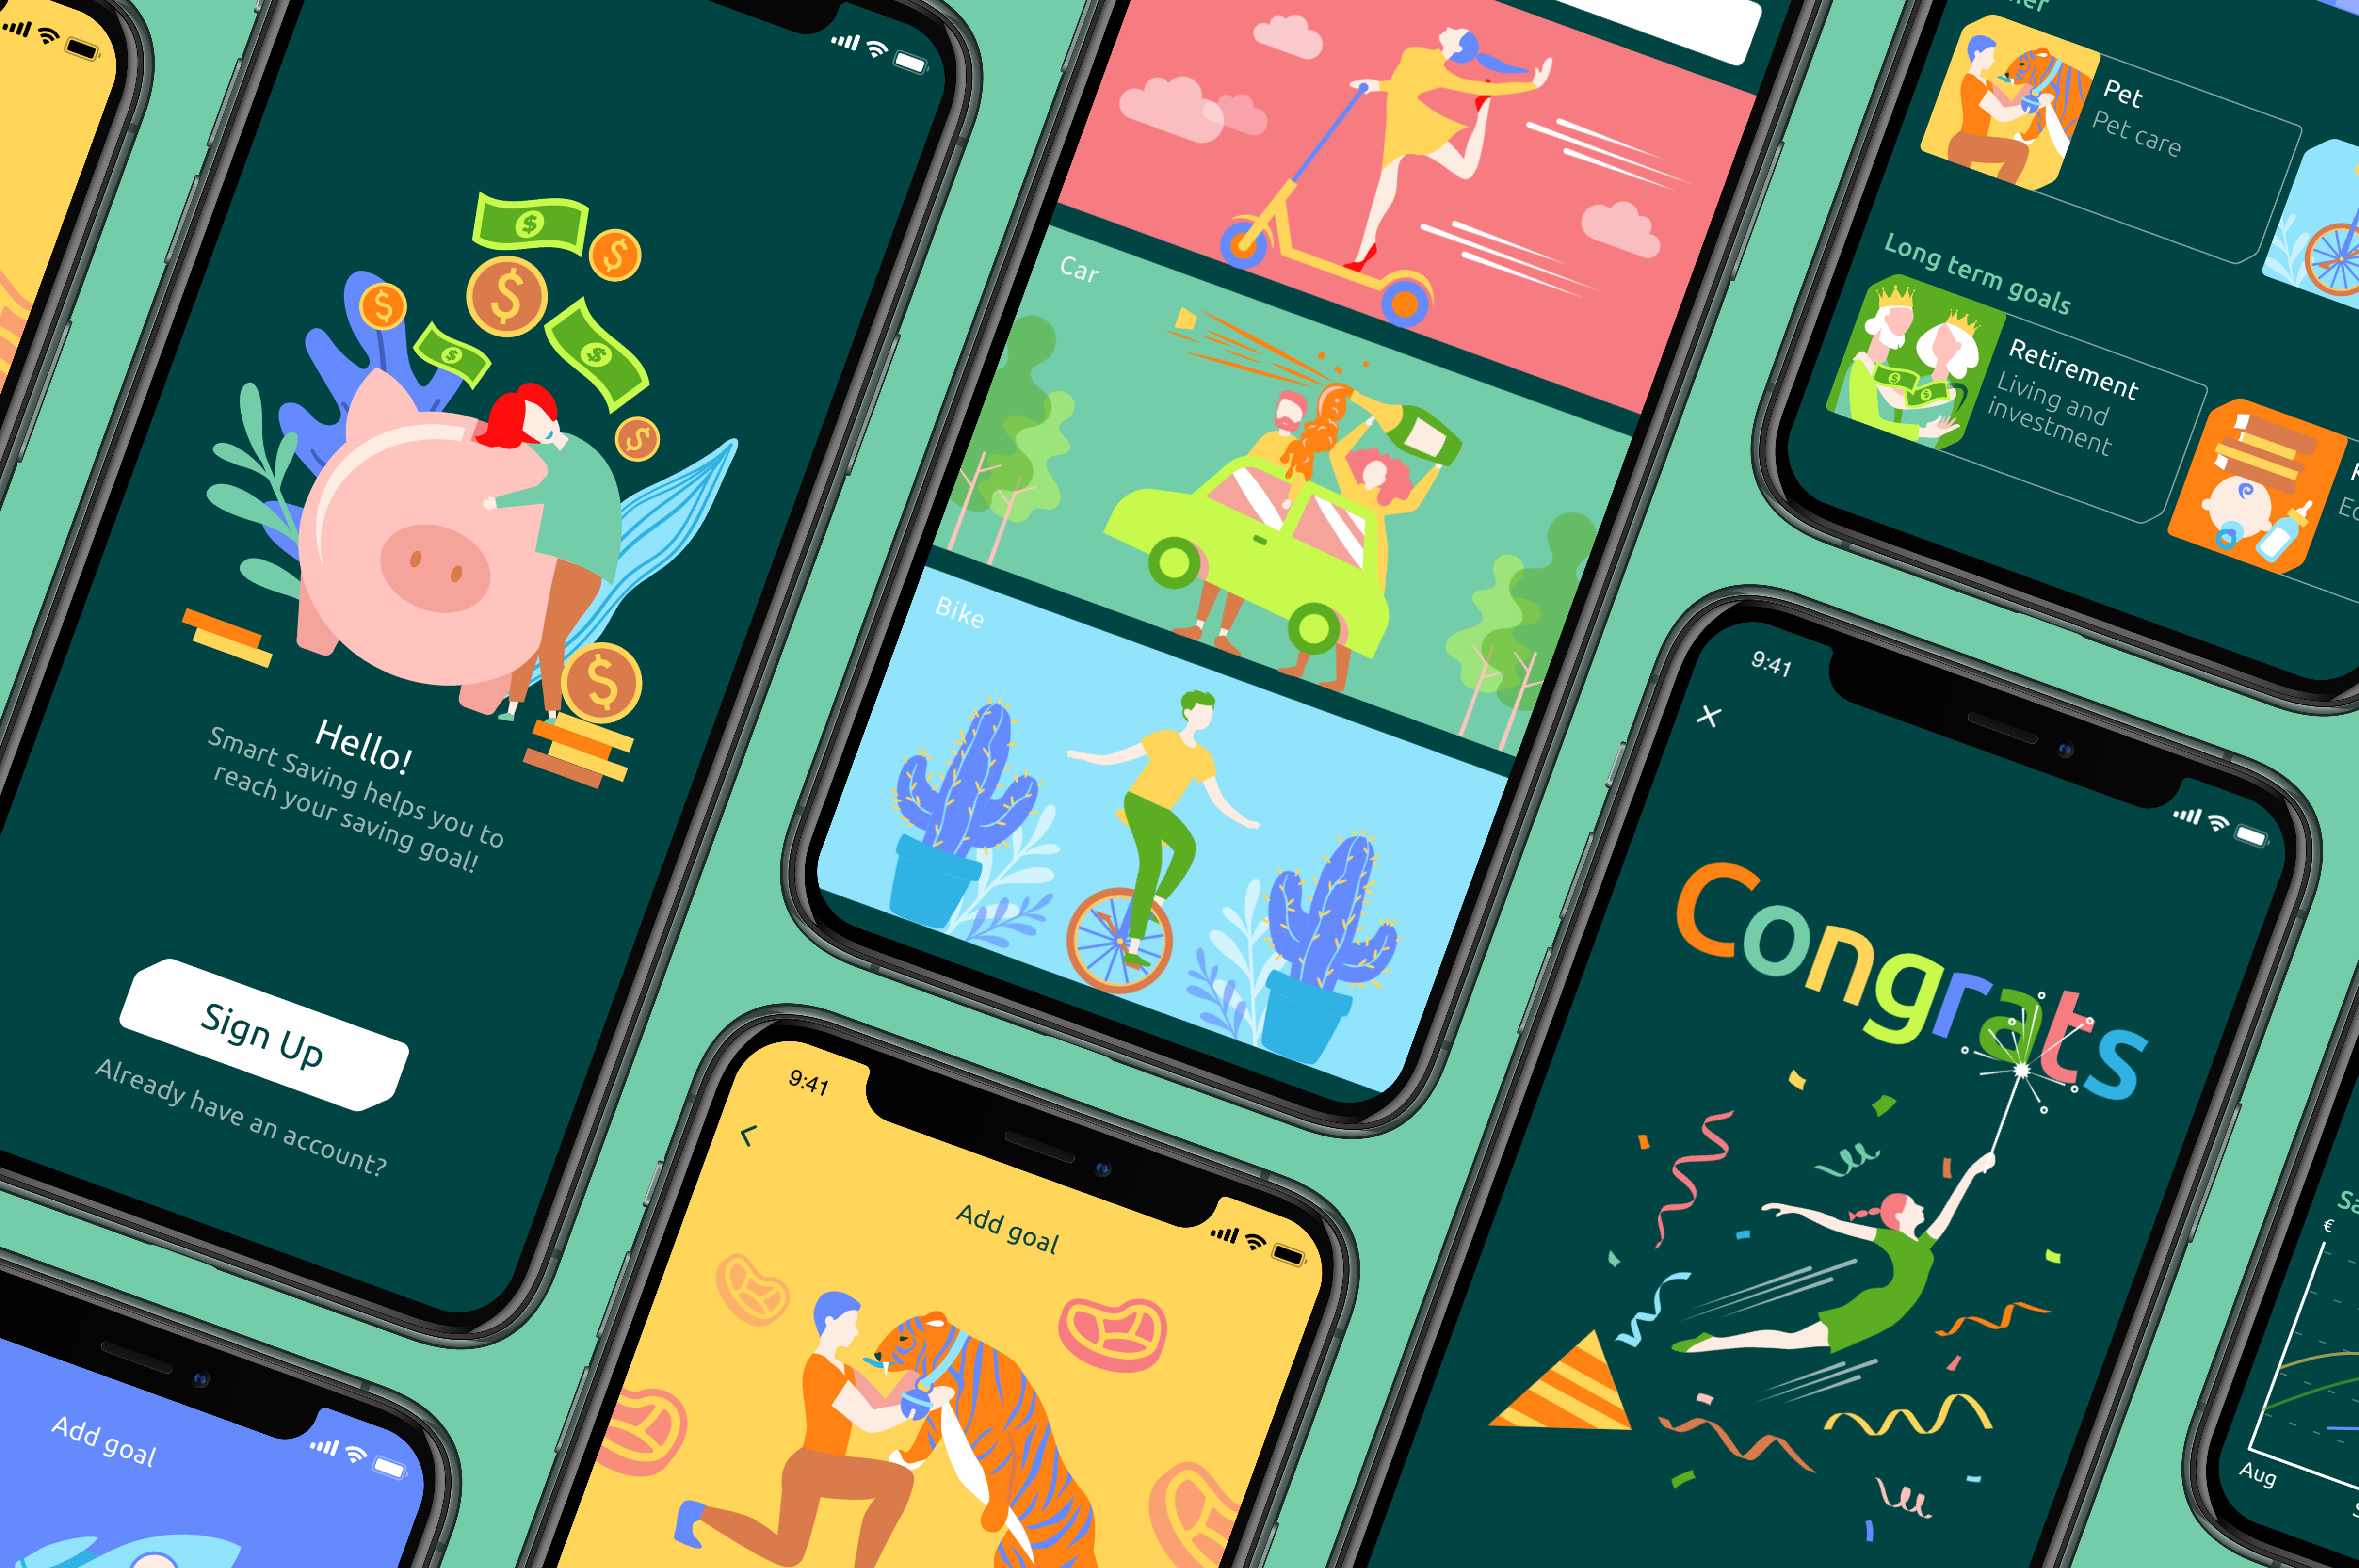 Hello!
Smart Saving helps you to
reach your saving goal!
Sign Up
Already have an account?
Add goal
Car
Bike
9:41
Add goal
Pet
Pet care
Long term goals
Retirement
Living and
investment
9:41
Congrats
€
Aug